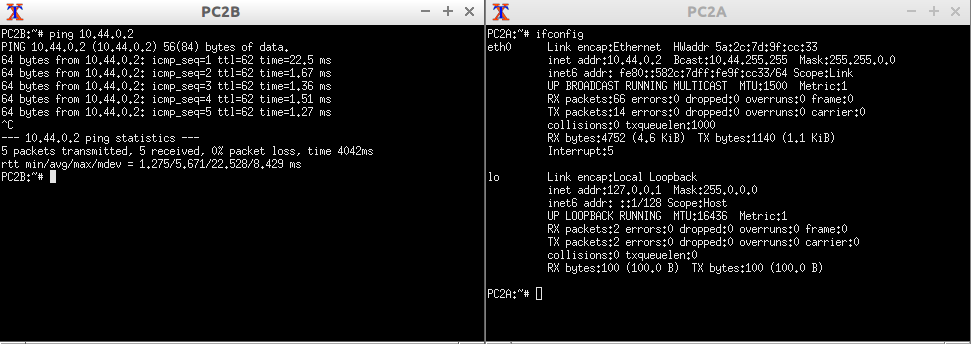 PC2B
PC2B:~# ping 10.44.0.2
PING 10.44.0.2 (10.44.0.2) 56(84) bytes of data.
64 bytes from 10.44.0.2: icmp_seq=1 ttl=62 time=22.5 ms
64 bytes from 10.44.0.2: icmp_seq=2 ttl=62 time=1.67 ms
64 bytes from 10.44.0.2: icmp_seq=3 ttl=62 time=1.36 ms
64 bytes from 10.44.0.2: icmp_seq=4 ttl=62 time=1.51 ms
64 bytes from 10.44.0.2: icmp_seq=5 ttl=62 time=1.27 ms
^C
--- 10.44.0.2 ping statistics ---
5 packets transmitted, 5 received, 0% packet loss, time 4042ms
rtt min/avg/max/mdev = 1.275/5.671/22.528/8.429 ms
PC2B:~#
PC2A
PC2A:~# ifconfig
eth0 Link encap:Ethernet HWaddr 5a:2c:7d:9f:cc:33
inet addr:10.44.0.2 Bcast:10.44.255.255 Mask:255.255.0.0
inet6 addr: fe80::582c:7dff:fe9f:cc33/64 Scope:Link
UP BROADCAST RUNNING MULTICAST MTU:1500 Metric:1
RX packets:66 errors:0 dropped:0 overruns:0 frame:0
TX packets:14 errors:0 dropped:0 overruns:0 carrier:0
collisions:0 txqueuelen:1000
RX bytes:4752 (4.6 KiB) TX bytes:1140 (1.1 KiB)
Interrupt:5
lo Link encap:Local Loopback
inet addr:127.0.0.1 Mask:255.0.0.0
inet6 addr: ::1/128 Scope:Host
UP LOOPBACK RUNNING MTU:16436 Metric:1
RX packets:2 errors:0 dropped:0 overruns:0 frame:0
TX packets:2 errors:0 dropped:0 overruns:0 carrier:0
collisions:0 txqueuelen:0
RX bytes:100 (100.0 B) TX bytes:100 (100.0 B)
PC2A:~#